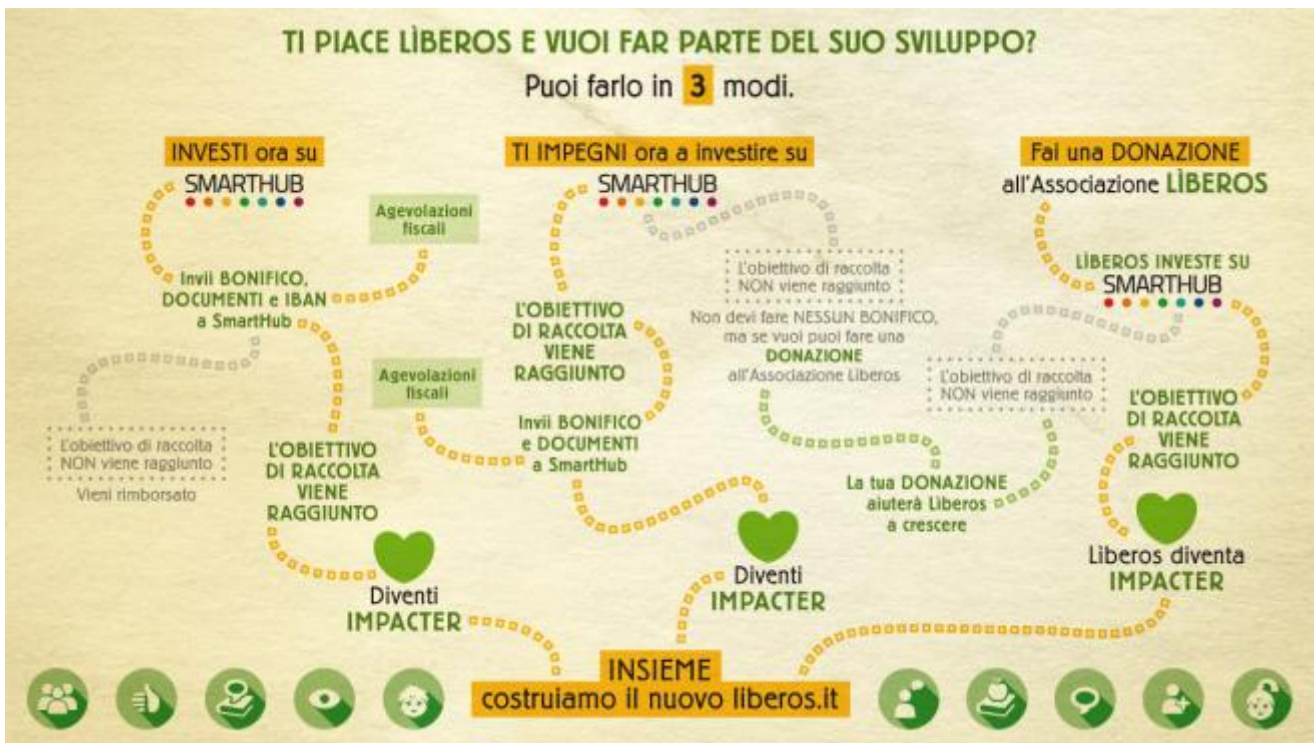 TI PIACE LÌBEROS E VUOI FAR PARTE DEL SUO SVILUPPO?
Puoi farlo in 3 modi.
INVESTI ora su
SMARTHUB
Agevolazioni
fiscali
Invii BONIFICO,
DOCUMENTI e IBAN
a SmartHub
L'obiettivo di raccolta
NON viene raggiunto
Vieni rimborsato
L'OBIETTIVO
DI RACCOLTA
VIENE
RAGGIUNTO
Diventi
IMPACTER
TI IMPEGNI ora a investire su
SMARTHUB
L'OBIETTIVO
DI RACCOLTA
VIENE
RAGGIUNTO
Agevolazioni
fiscali
Invii BONIFICO
e DOCUMENTI
a SmartHub
Diventi
IMPACTER
L'obiettivo di raccolta
NON viene raggiunto
Non devi fare NESSUN BONIFICO,
ma se vuoi puoi fare una
DONAZIONE
all'Associazione Lìberos
La tua DONAZIONE
aiuterà Lìberos
a crescere
Fai una DONAZIONE
all'Associazione LÌBEROS
LÌBEROS INVESTE SU
SMARTHUB
L'obiettivo di raccolta
NON viene raggiunto
L'OBIETTIVO
DI RACCOLTA
VIENE
RAGGIUNTO
Lìberos diventa
IMPACTER
INSIEME
costruiamo il nuovo liberos.it